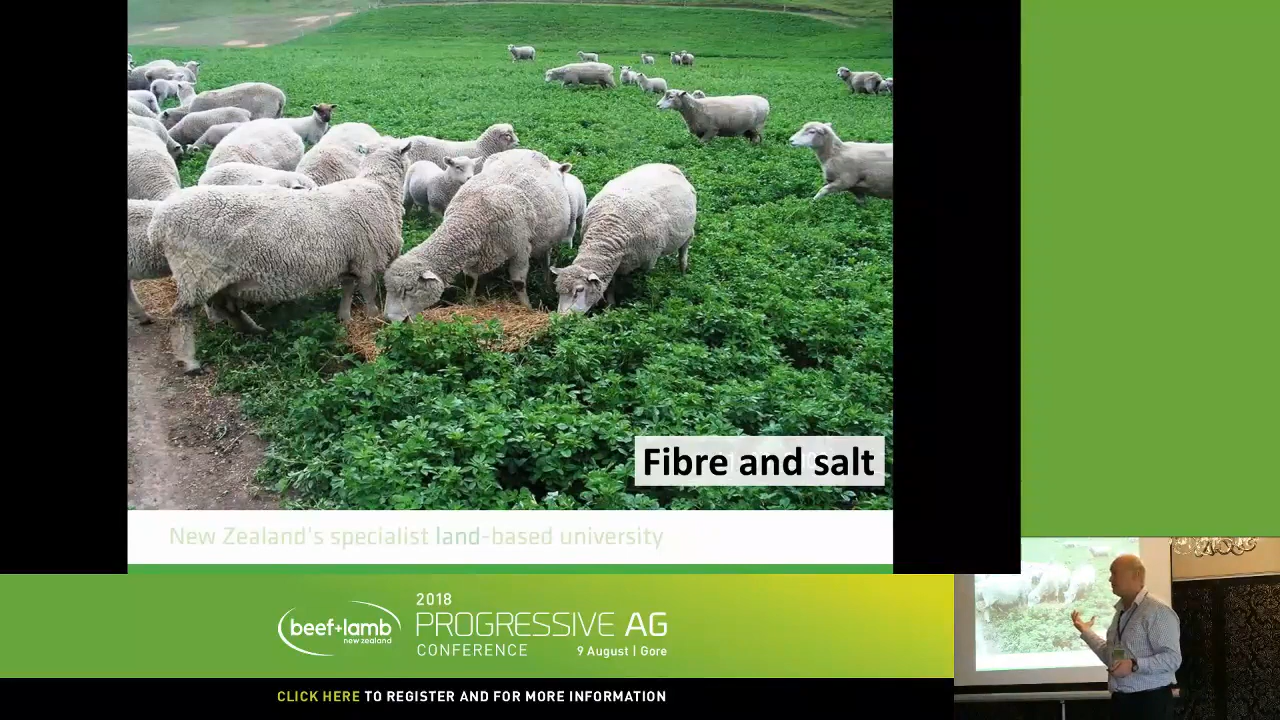 Fibre and salt
New Zealand's specialist land-based university
beef+lamb
new zealand
2018
PROGRESSIVE AG
CONFERENCE
9 August | Gore
CLICK HERE TO REGISTER AND FOR MORE INFORMATION